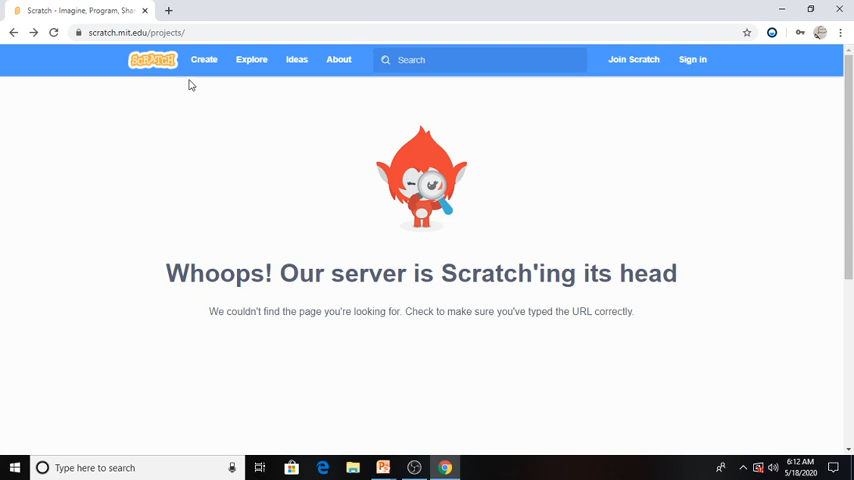 Scratch - Imagine, Program, Shar
scratch.mit.edu/projects/
SCRATCH Create Explore Ideas About Search Join Scratch Sign in
Whoops! Our server is Scratch'ing its head
We couldn't find the page you're looking for. Check to make sure you've typed the URL correctly.
Type here to search
6:12 AM
5/18/2020